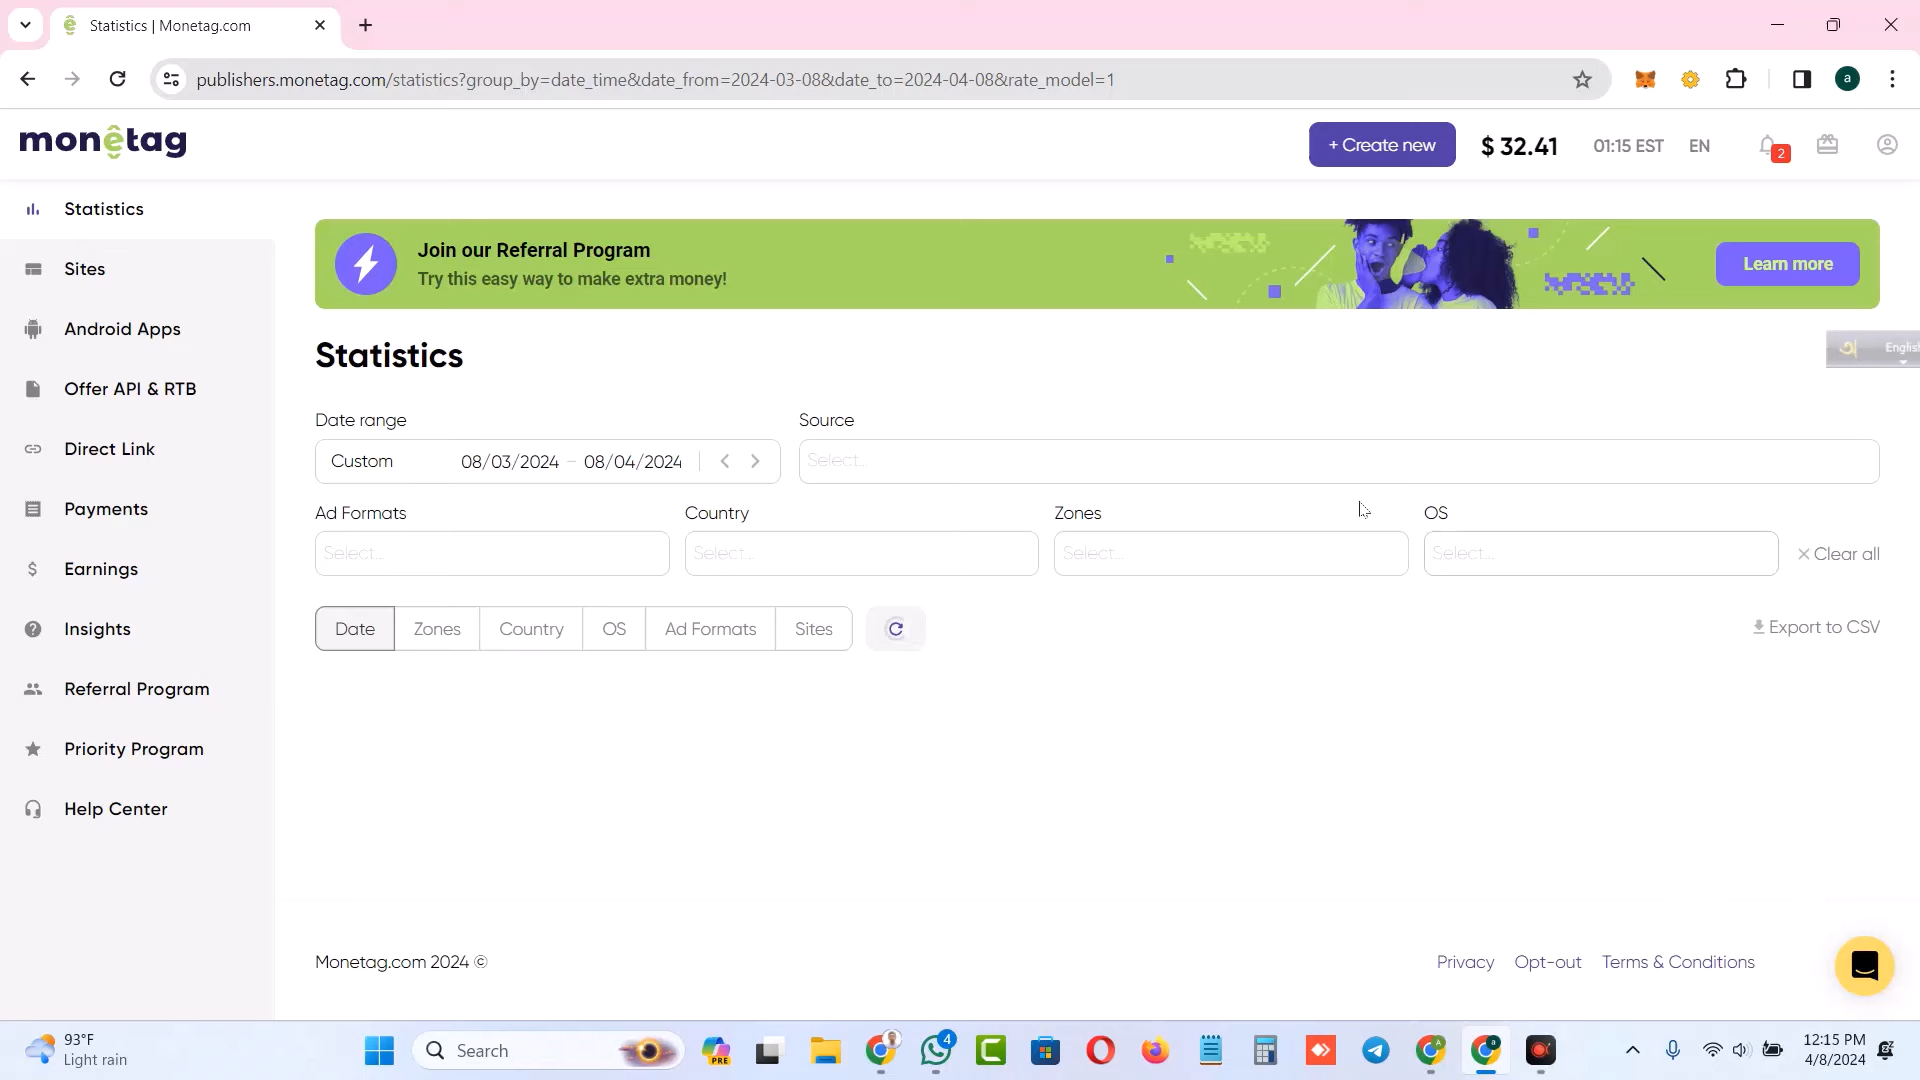 Statistics | Monetag.com
publishers.monetag.com/statistics?group_by=date_time&date_from=2024-03-08&date_to=2024-04-08&rate_model=1
a
monêtag
+ Create new
$ 32.41
01:15 EST
EN
2
Statistics
Sites
Android Apps
Offer API & RTB
Direct Link
Payments
Earnings
Insights
Referral Program
Priority Program
Help Center
Join our Referral Program
Try this easy way to make extra money!
Learn more
Statistics
অ
English
Date range
Source
Custom
08/03/2024 – 08/04/2024
Select...
Ad Formats
Country
Zones
OS
Select...
Select...
Select...
Select...
Clear all
Date
Zones
Country
OS
Ad Formats
Sites
Export to CSV
Monetag.com 2024 ©
Privacy
Opt-out
Terms & Conditions
93°F
Light rain
Search
PRE
4
12:15 PM
4/8/2024